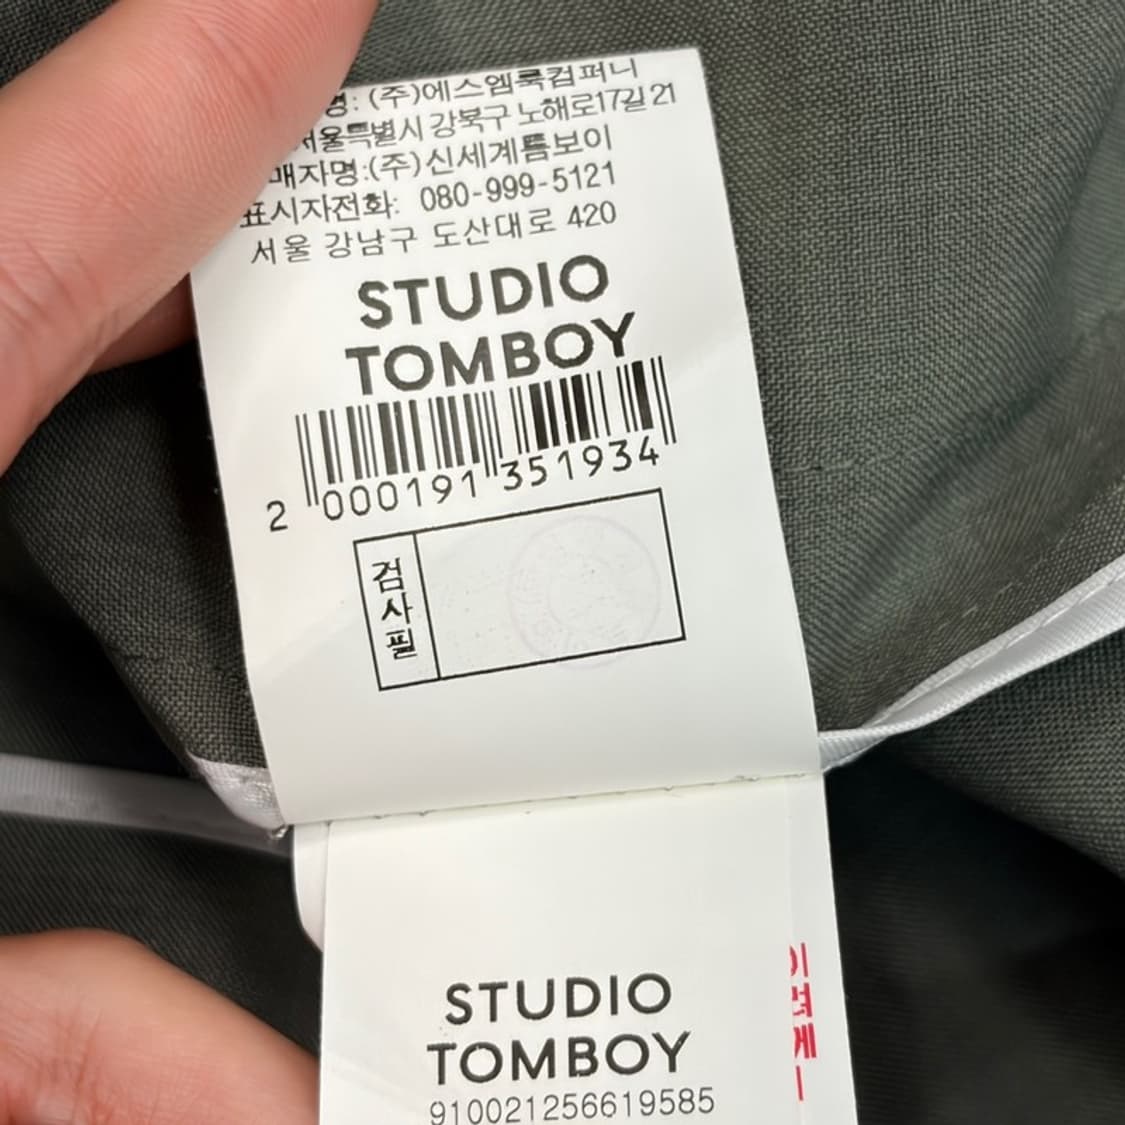 명: (주)에스엠룩컴퍼니
서울특별시 강북구 노해로17길 21
매자명:(주)신세계톰보이
표시자전화: 080-999-5121
서울 강남구 도산대로 420
STUDIO
TOMBOY
2 000191 351934
검사필
STUDIO
TOMBOY
910021256619585